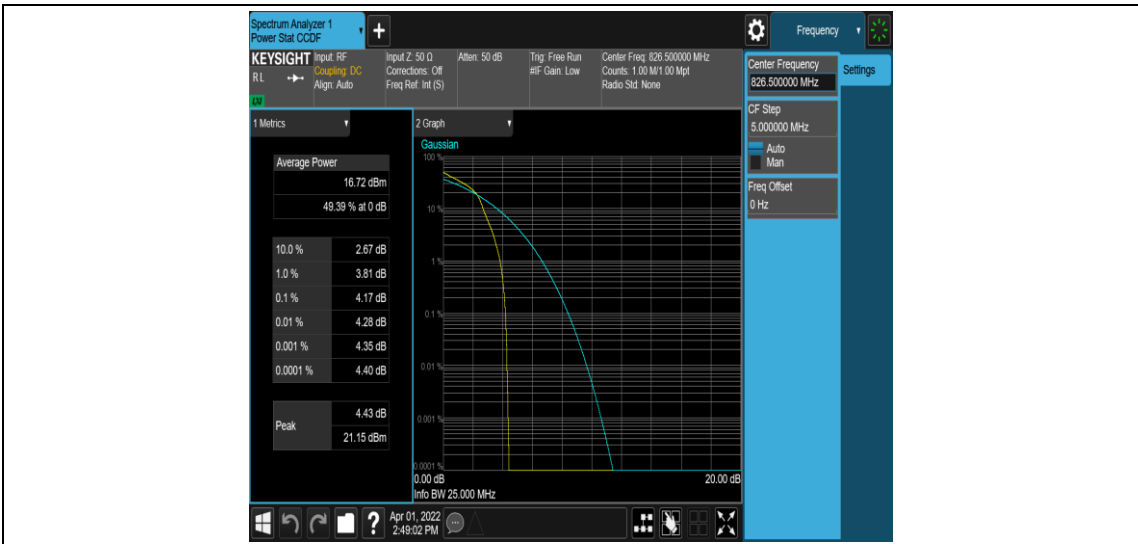 Spectrum Analyzer 1
Power Stat CCDF
+
Frequency
KEYSIGHT
RL
LXI
Input: RF
Coupling: DC
Align: Auto
Input Z: 50 Ω
Corrections: Off
Freq Ref: Int (S)
Atten: 50 dB
Trig: Free Run
#IF Gain: Low
Center Freq: 826.500000 MHz
Counts: 1.00 M/1.00 Mpt
Radio Std: None
Center Frequency
826.500000 MHz
Settings
CF Step
5.000000 MHz
Auto
Man
Freq Offset
0 Hz
1 Metrics
Average Power
16.72 dBm
49.39 % at 0 dB
10.0 % 2.67 dB
1.0 % 3.81 dB
0.1 % 4.17 dB
0.01 % 4.28 dB
0.001 % 4.35 dB
0.0001 % 4.40 dB
Peak
4.43 dB
21.15 dBm
2 Graph
Gaussian
100 %
10 %
1 %
0.1 %
0.01 %
0.001 %
0.0001 %
0.00 dB 20.00 dB
Info BW 25.000 MHz
?
Apr 01, 2022
2:49:02 PM